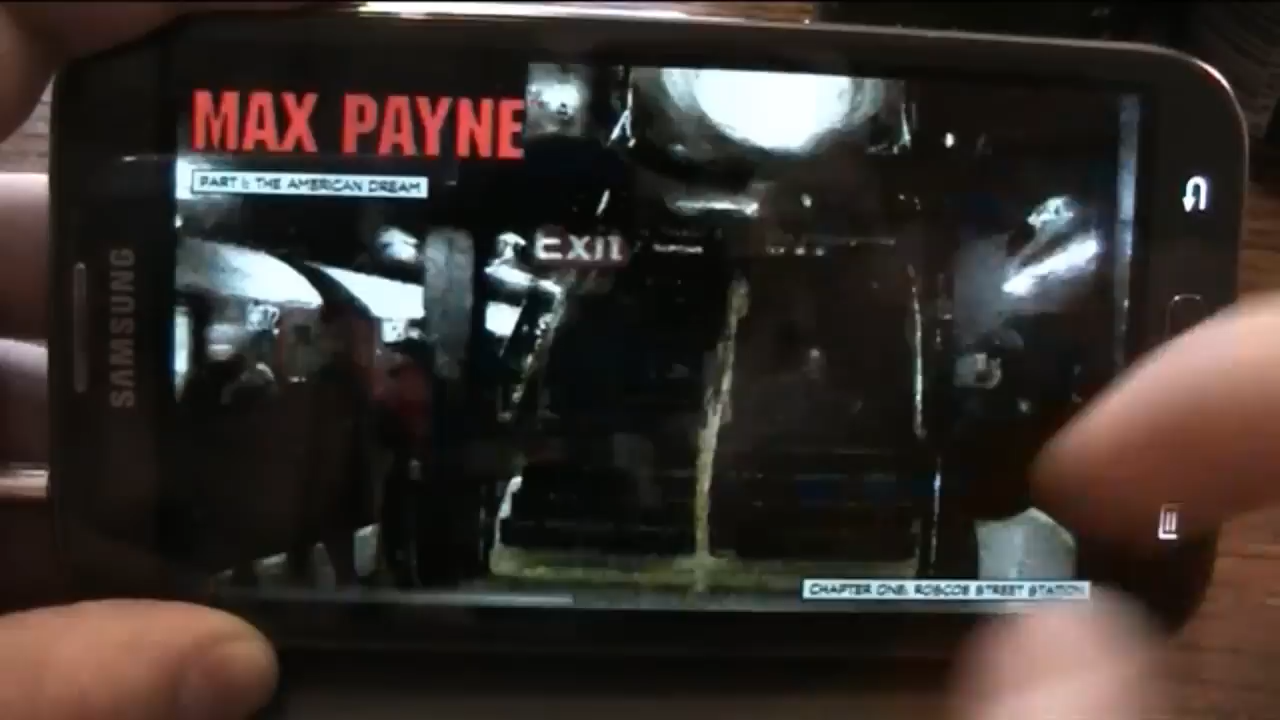 MAX PAYNE
PART I: THE AMERICAN DREAM
EXIT
SAMSUNG
CHAPTER ONE: ROSCOE STREET STATION